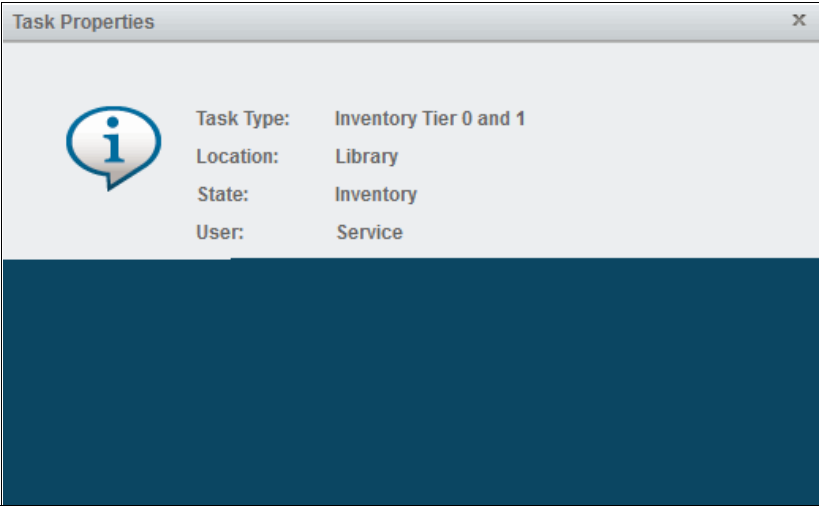 Task Properties x
Task Type: Inventory Tier 0 and 1
Location: Library
State: Inventory
User: Service